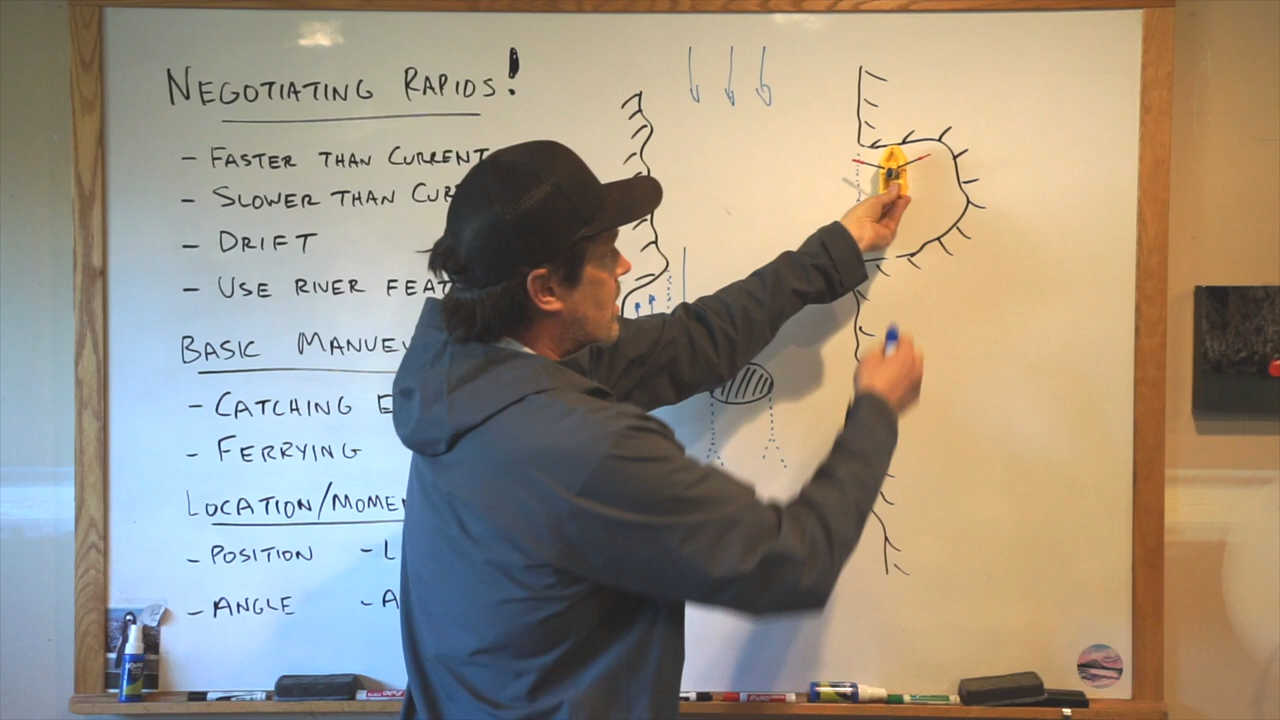 NEGOTIATING RAPIDS!
- FASTER THAN CURRENT
- SLOWER THAN CUR
- DRIFT
- USE RIVER FEAT
BASIC MANUEV
- CATCHING E
- FERRYING
LOCATION/MOME
- POSITION - L
- ANGLE - A